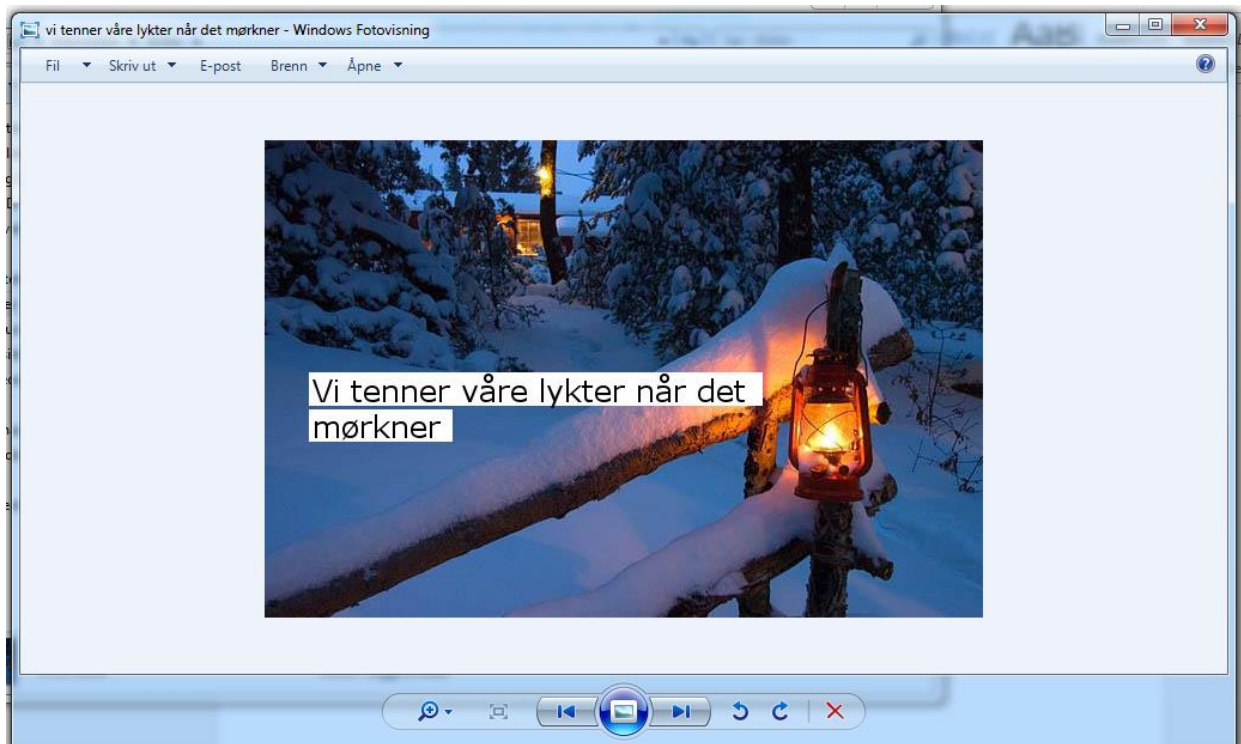 vi tenner våre lykter når det mørkner - Windows Fotovisning
Fil Skriv ut E-post Brenn Åpne
Vi tenner våre lykter når det
mørkner